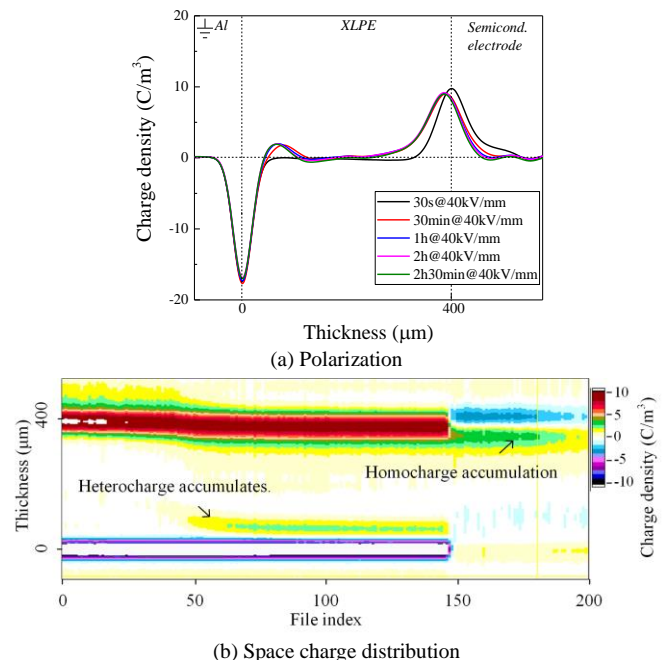 Al
XLPE
Semicond.
electrode
Charge density (C/m³)
20
10
0
-10
-20
30s@40kV/mm
30min@40kV/mm
1h@40kV/mm
2h@40kV/mm
2h30min@40kV/mm
0
400
Thickness (µm)
(a) Polarization
Thickness (µm)
400
0
Heterocharge accumulates.
Homocharge accumulation
10
5
0
-5
-10
Charge density (C/m³)
0
50
100
150
200
File index
(b) Space charge distribution